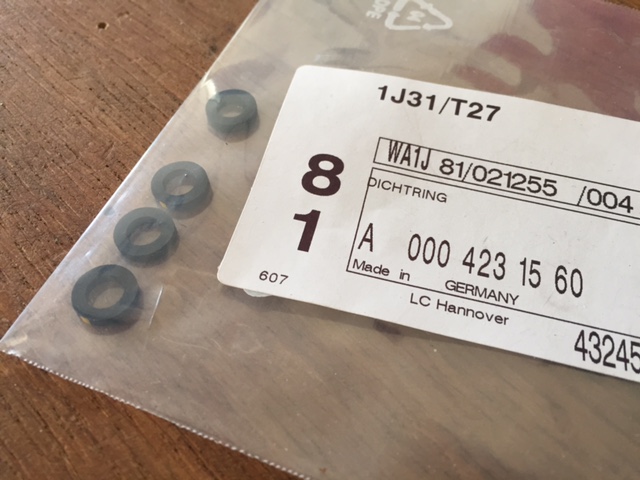 1J31/T27
8
1
WA1J 81/021255 /004
DICHTRING
A 000 423 15 60
Made in GERMANY
607
LC Hannover
43245